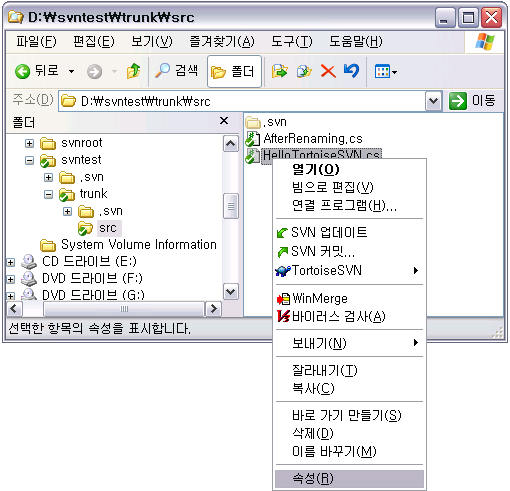 D:₩svntest₩trunk₩src
파일(F) 편집(E) 보기(V) 즐겨찾기(A) 도구(T) 도움말(H)
뒤로 검색 폴더
주소(D) D:₩svntest₩trunk₩src 이동
폴더
svnroot
svntest
.svn
trunk
.svn
src
System Volume Information
CD 드라이브 (E:)
DVD 드라이브 (F:)
DVD 드라이브 (G:)
.svn
AfterRenaming.cs
HelloTortoiseSVN.cs
열기(O)
빔으로 편집(V)
연결 프로그램(H)...
SVN 업데이트
SVN 커밋...
TortoiseSVN
WinMerge
바이러스 검사(A)
보내기(N)
잘라내기(T)
복사(C)
바로 가기 만들기(S)
삭제(D)
이름 바꾸기(M)
속성(R)
선택한 항목의 속성을 표시합니다.